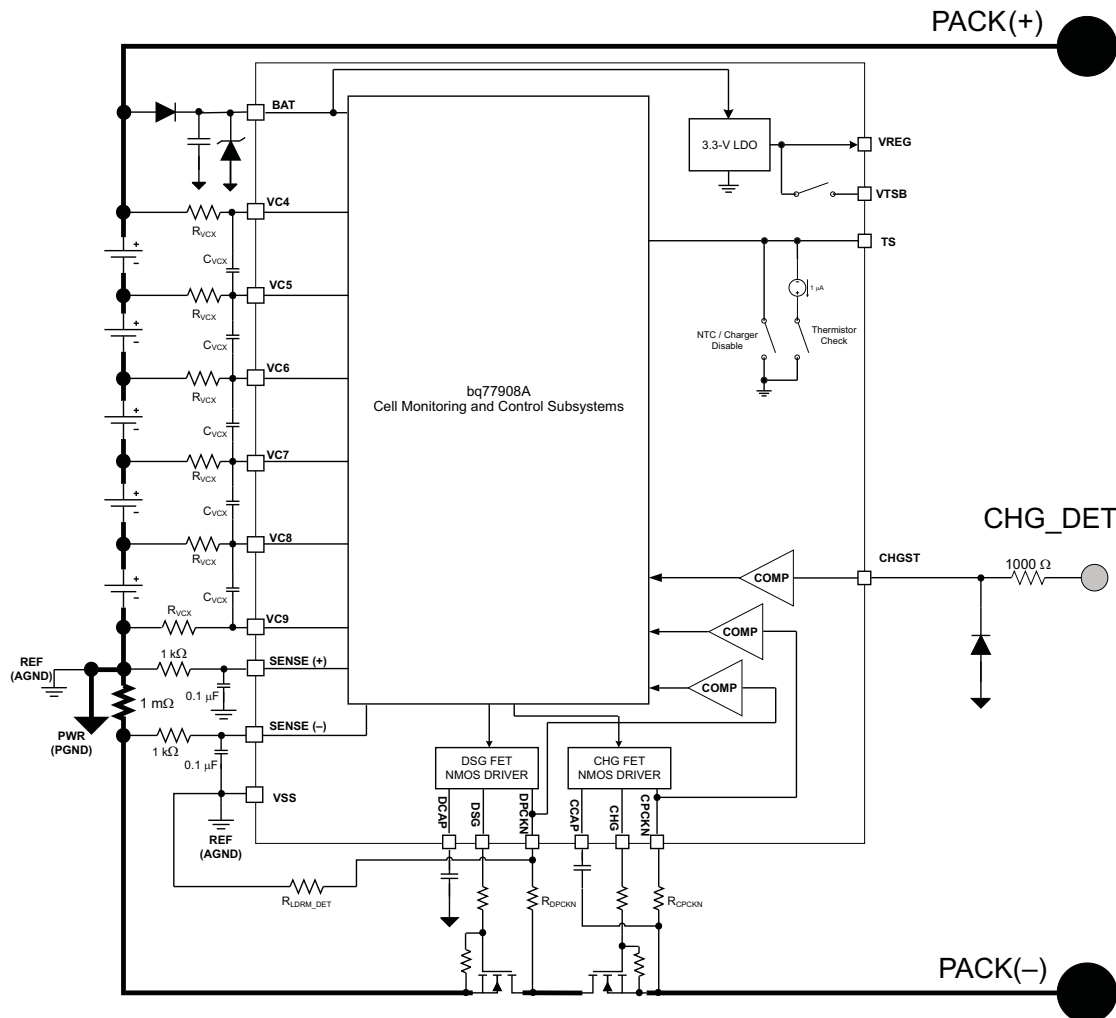 PACK(+)
BAT
3.3-V LDO
VREG
VTSB
VC4
RVCX
TS
CVCX
1 µA
VC5
RVCX
NTC / Charger
Disable
Thermistor
Check
CVCX
VC6
RVCX
bq77908A
Cell Monitoring and Control Subsystems
CVCX
VC7
RVCX
CVCX
CHG_DET
VC8
RVCX
CHGST
1000 Ω
COMP
CVCX
RVCX
VC9
COMP
REF
(AGND)
1 kΩ
SENSE (+)
0.1 µF
COMP
1 mΩ
PWR
(PGND)
1 kΩ
SENSE (–)
0.1 µF
DSG FET
NMOS DRIVER
CHG FET
NMOS DRIVER
VSS
REF
(AGND)
DCAP
DSG
DPCKN
CCAP
CHG
CPCKN
RLDRM_DET
RDPCKN
RCPCKN
PACK(–)